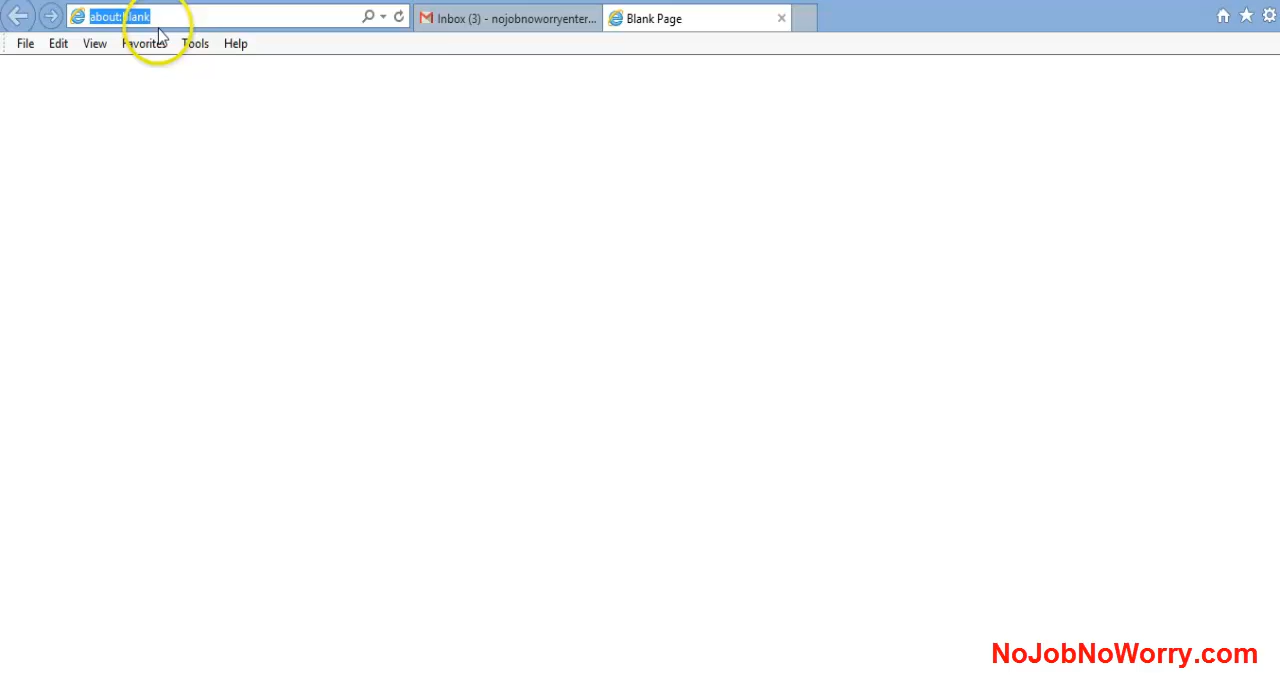 about:blank
Inbox (3) - nojobnoworryenter...
Blank Page
File Edit View Favorites Tools Help
NoJobNoWorry.com